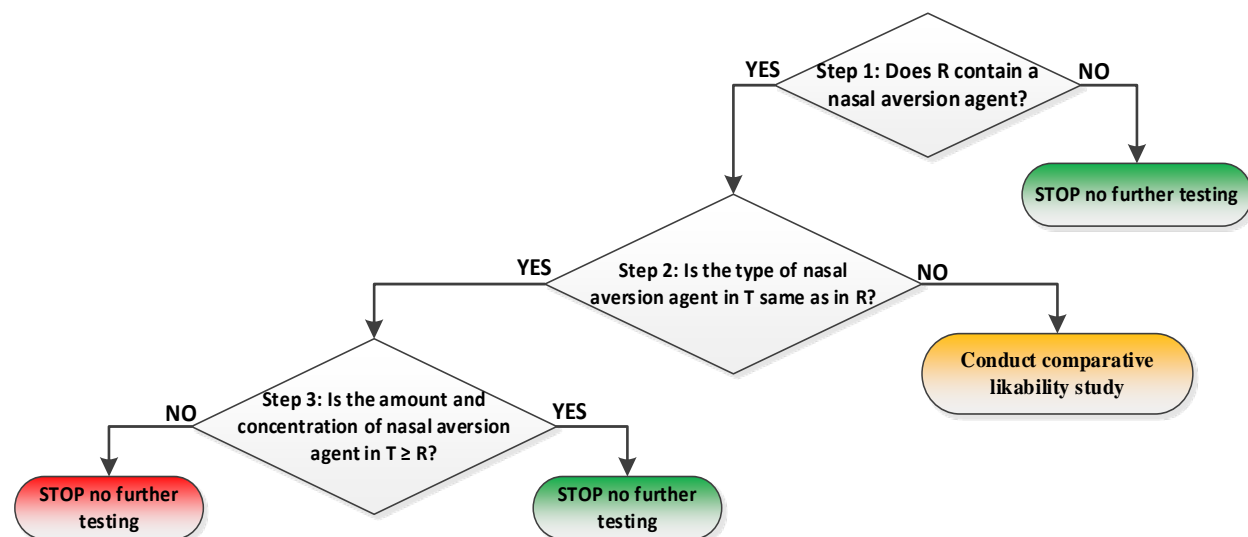 Step 1: Does R contain a
nasal aversion agent?
YES
NO
STOP no further testing
Step 2: Is the type of nasal
aversion agent in T same as in R?
YES
NO
Conduct comparative
likability study
Step 3: Is the amount and
concentration of nasal aversion
agent in T ≥ R?
NO
YES
STOP no further
testing
STOP no further
testing